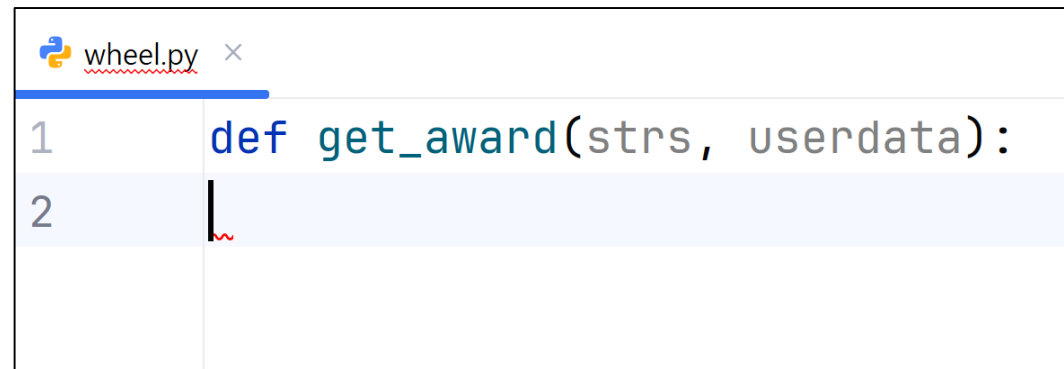 wheel.py ×
1 def get_award(strs, userdata):
2